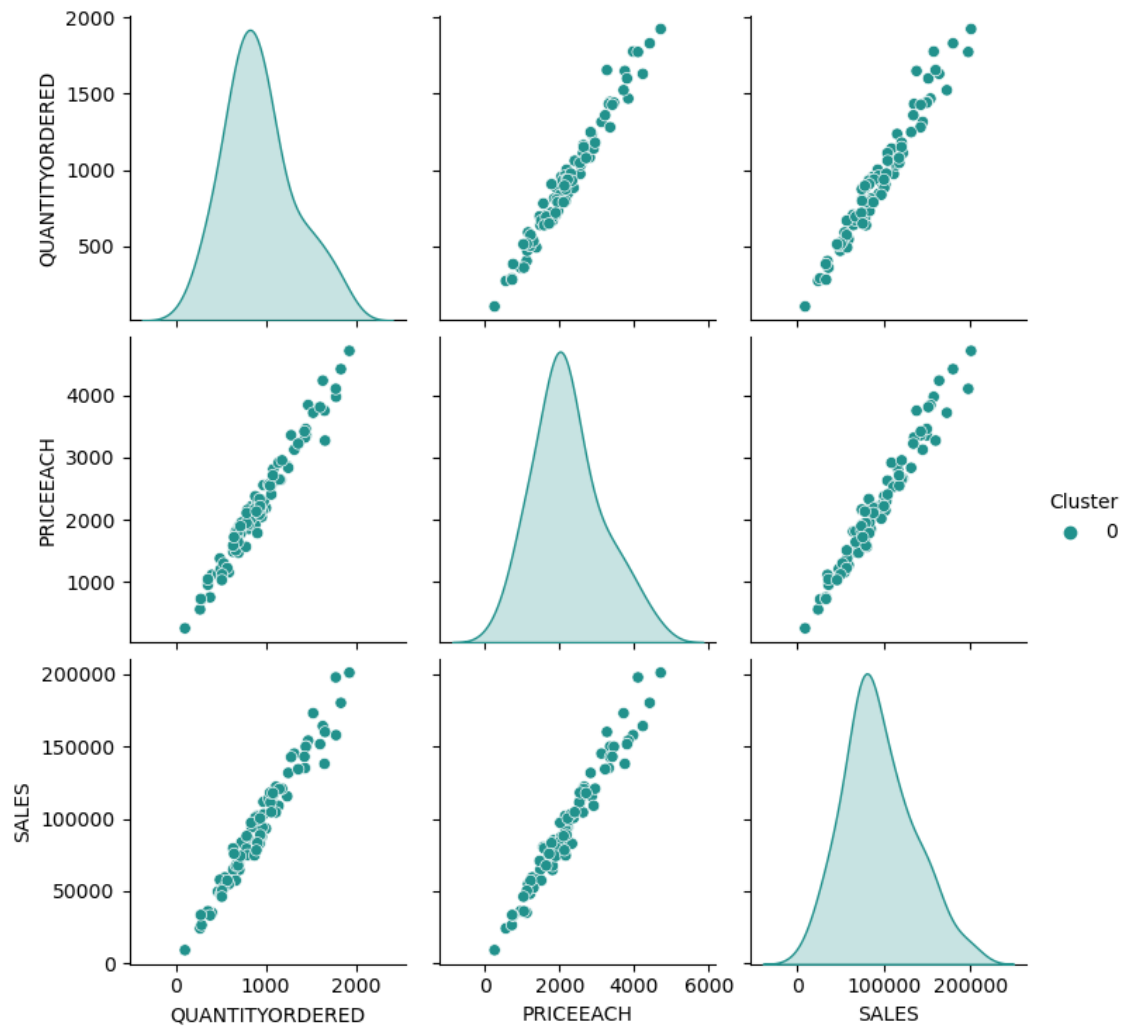 2000
1500
1000
500
QUANTITYORDERED
4000
3000
2000
1000
PRICEEACH
Cluster
0
200000
150000
100000
50000
0
SALES
0 1000 2000
0 2000 4000 6000
0 100000 200000
QUANTITYORDERED
PRICEEACH
SALES